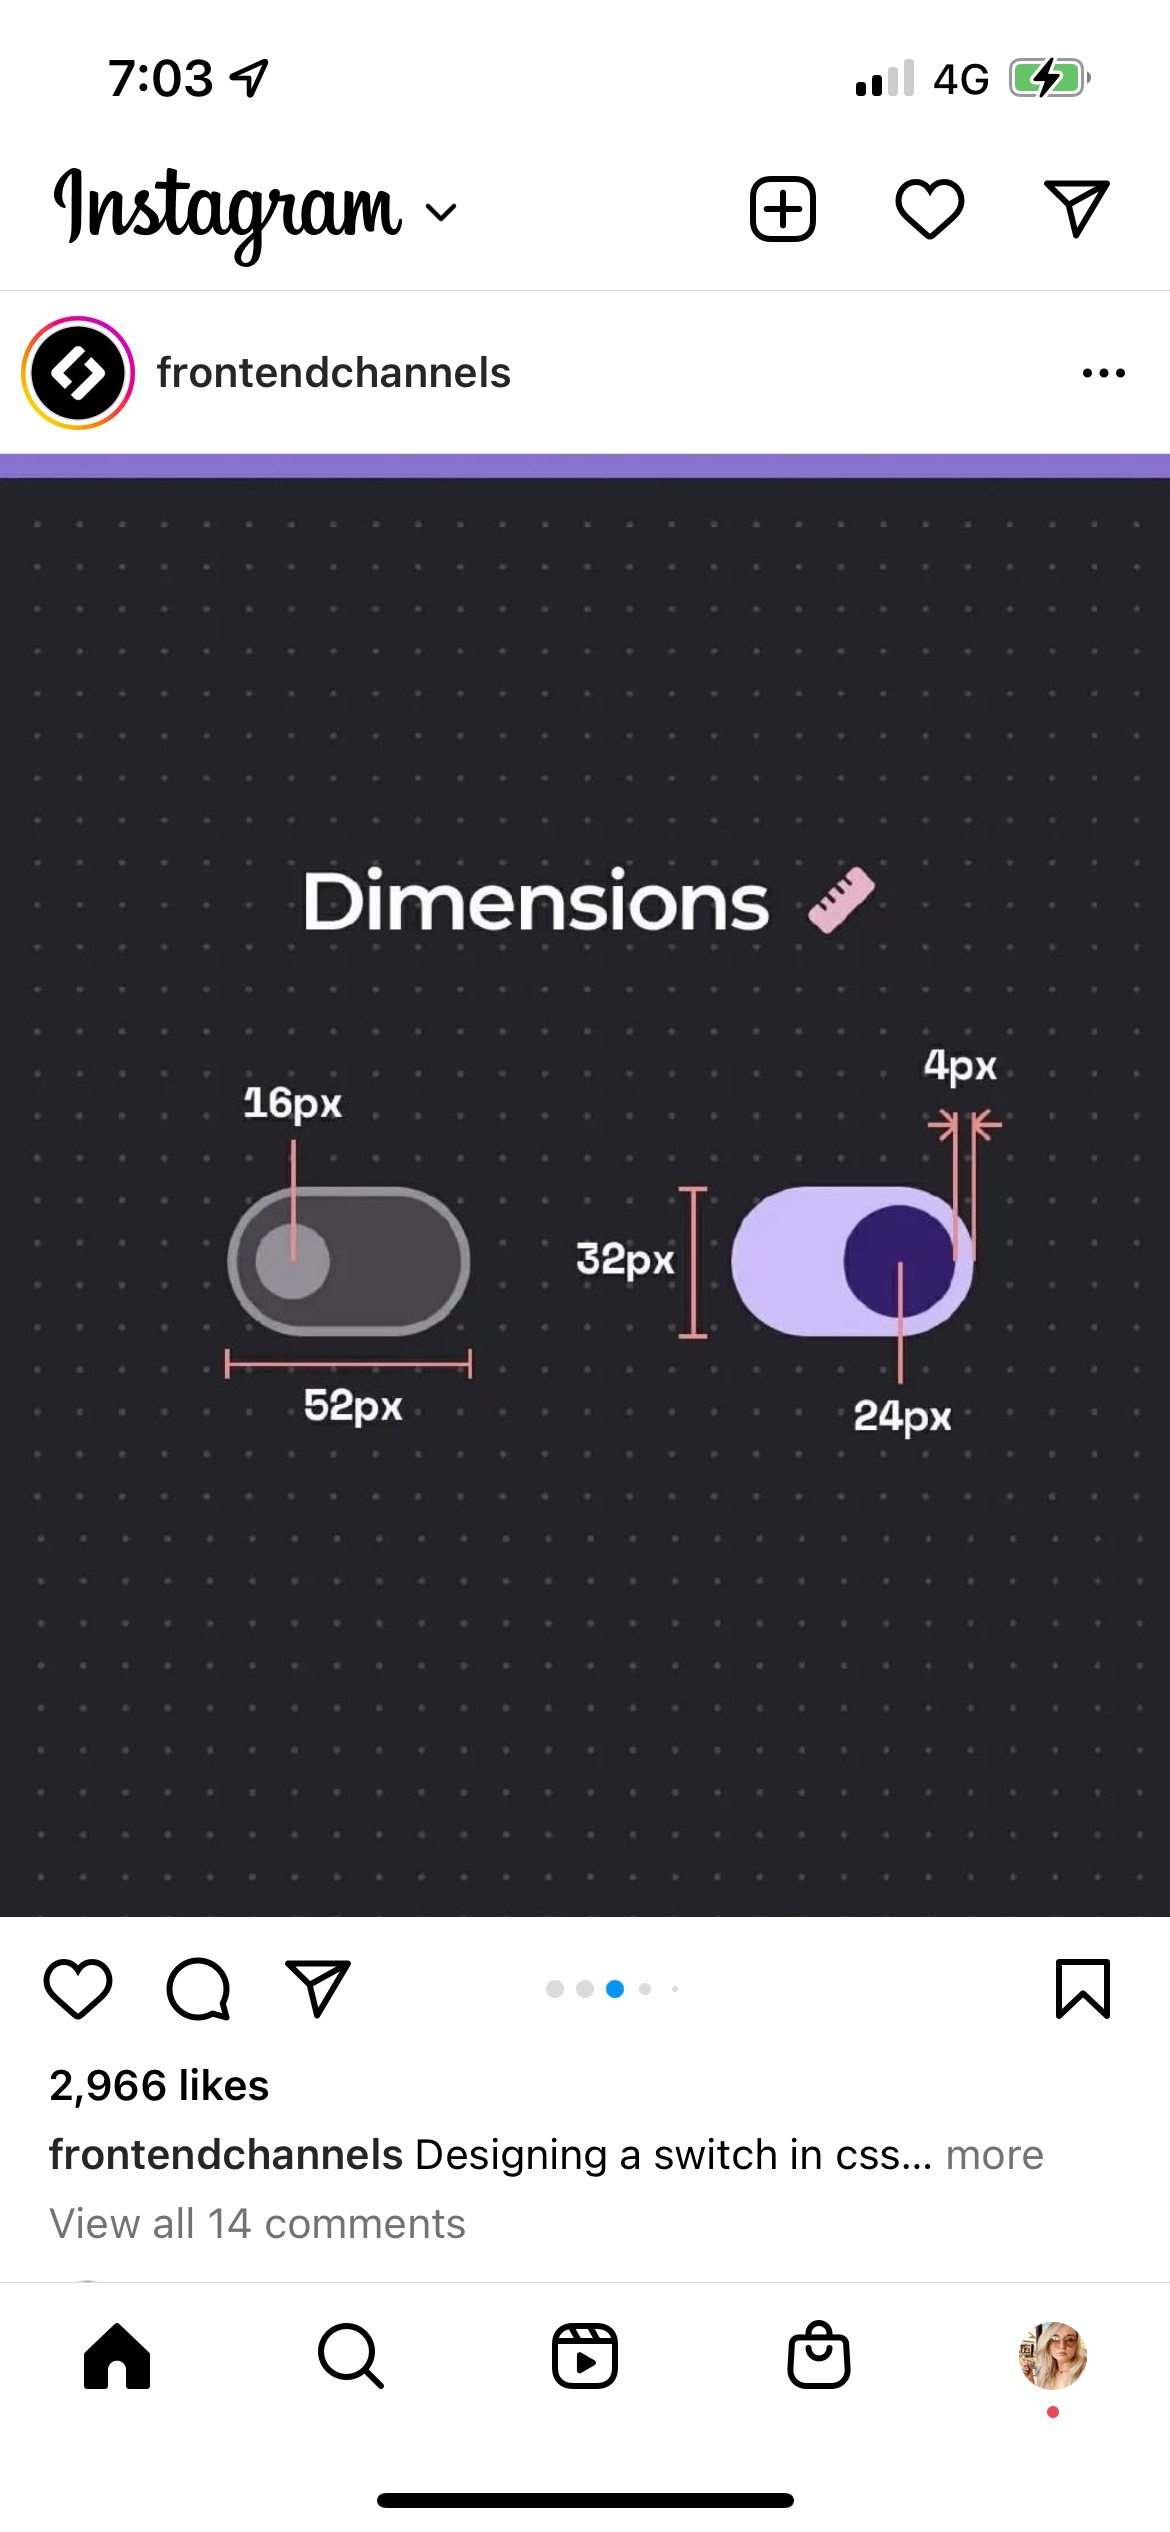 7:03
4G
Instagram
frontendchannels
Dimensions
4px
16px
32px
52px
24px
2,966 likes
frontendchannels Designing a switch in css... more
View all 14 comments